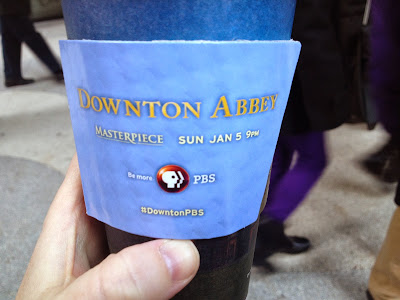 DOWNTON ABBEY
MASTERPIECE SUN JAN 5 9PM
Be more PBS
#DowntonPBS